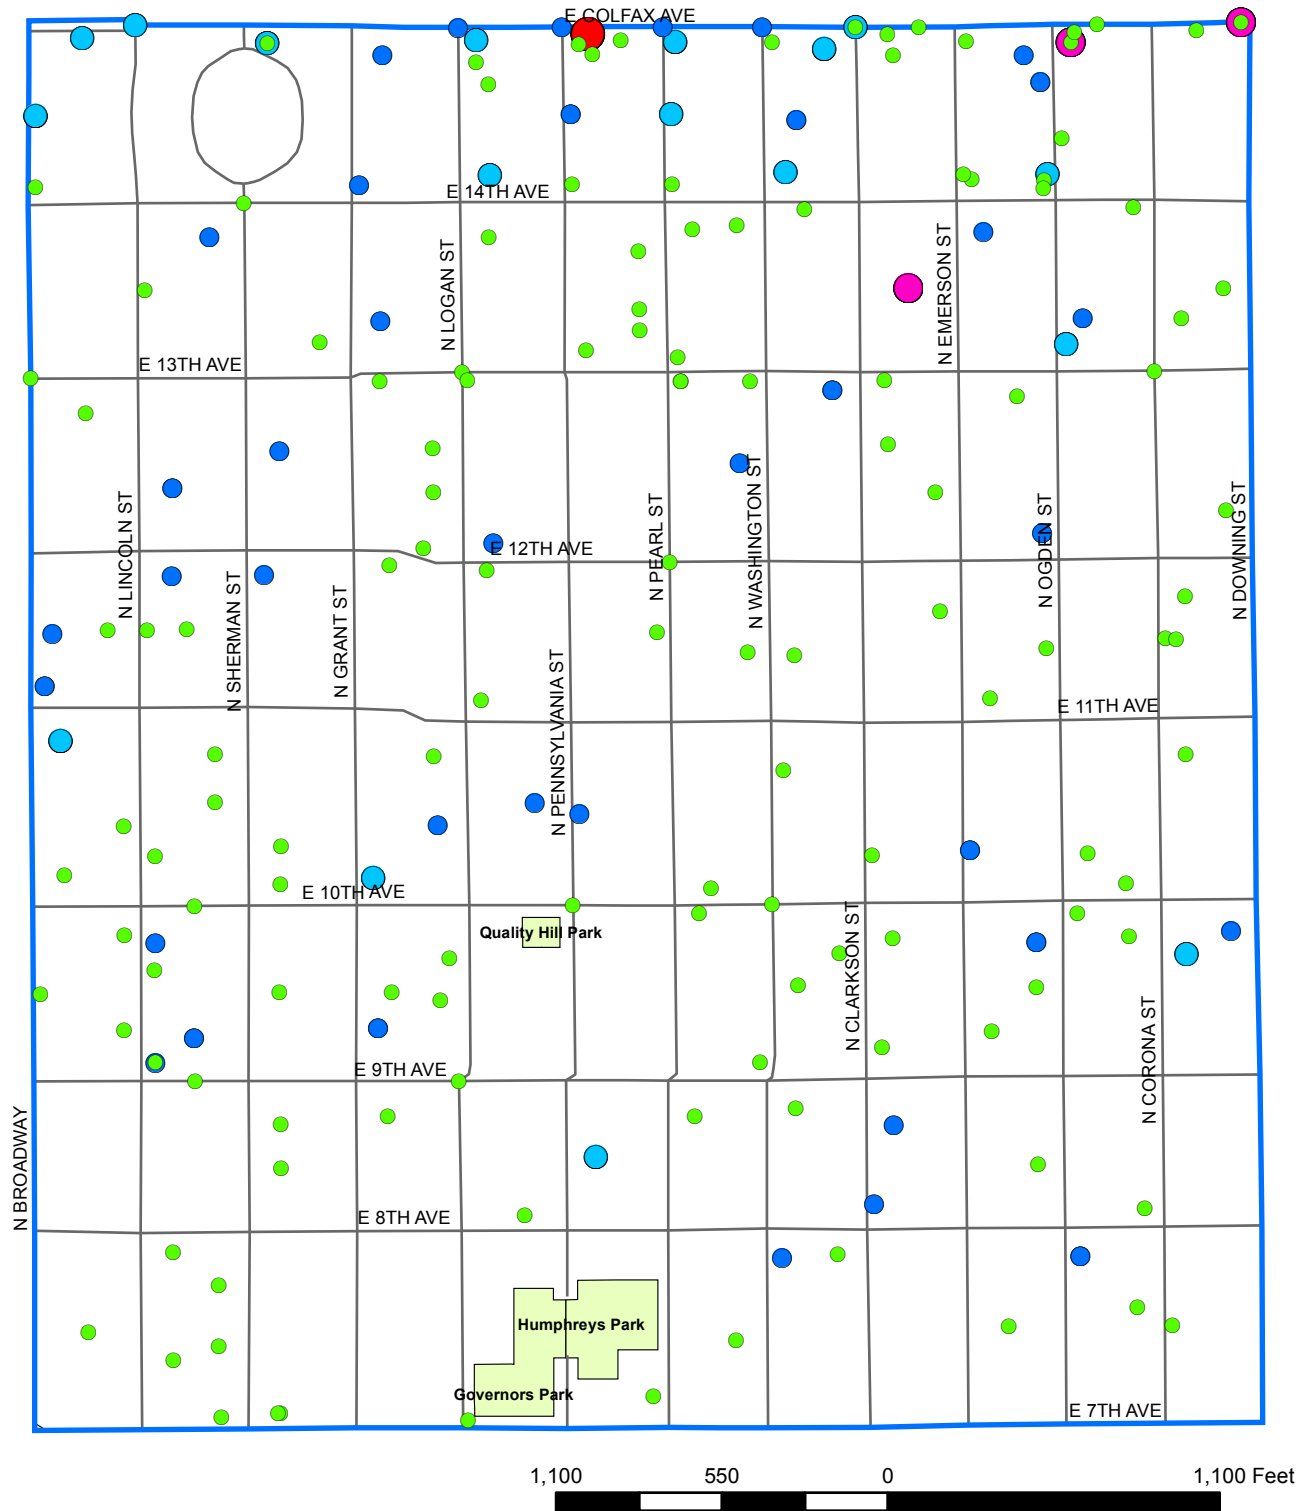 E COLFAX AVE
E 14TH AVE
N LOGAN ST
N EMERSON ST
E 13TH AVE
N LINCOLN ST
N PEARL ST
N WASHINGTON ST
N OGDEN ST
N DOWNING ST
E 12TH AVE
N SHERMAN ST
N GRANT ST
N PENNSYLVANIA ST
E 11TH AVE
E 10TH AVE
Quality Hill Park
N CLARKSON ST
N CORONA ST
E 9TH AVE
N BROADWAY
E 8TH AVE
Humphreys Park
Governors Park
E 7TH AVE
1,100 550 0 1,100 Feet